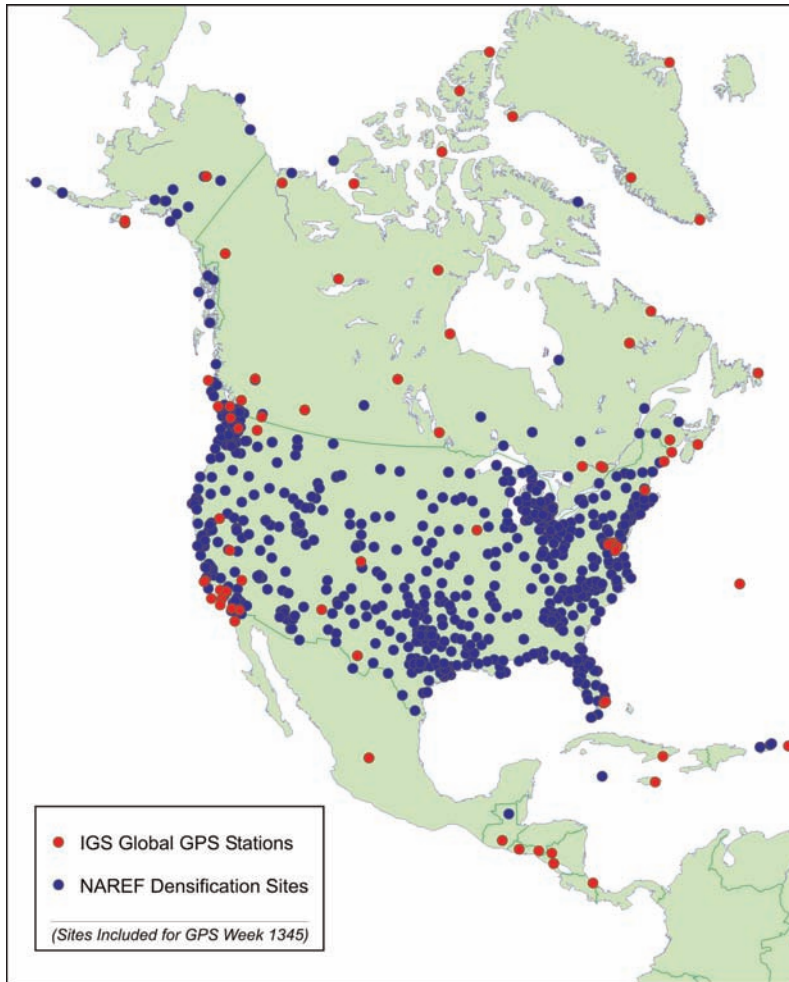 IGS Global GPS Stations
NAREF Densification Sites
(Sites Included for GPS Week 1345)